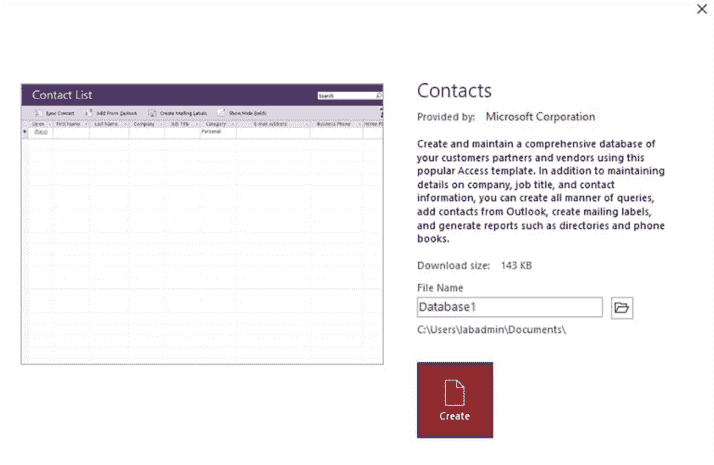 Contact List
Search
New Contact Add From Outlook Create Mailing Labels Show/Hide Fields
Open First Name Last Name Company Job Title Category E-mail Address Business Phone Home P
(New) Personal
Contacts
Provided by: Microsoft Corporation
Create and maintain a comprehensive database of
your customers partners and vendors using this
popular Access template. In addition to maintaining
details on company, job title, and contact
information, you can create all manner of queries,
add contacts from Outlook, create mailing labels,
and generate reports such as directories and phone
books.
Download size: 143 KB
File Name
Database1
C:\Users\labadmin\Documents\
Create